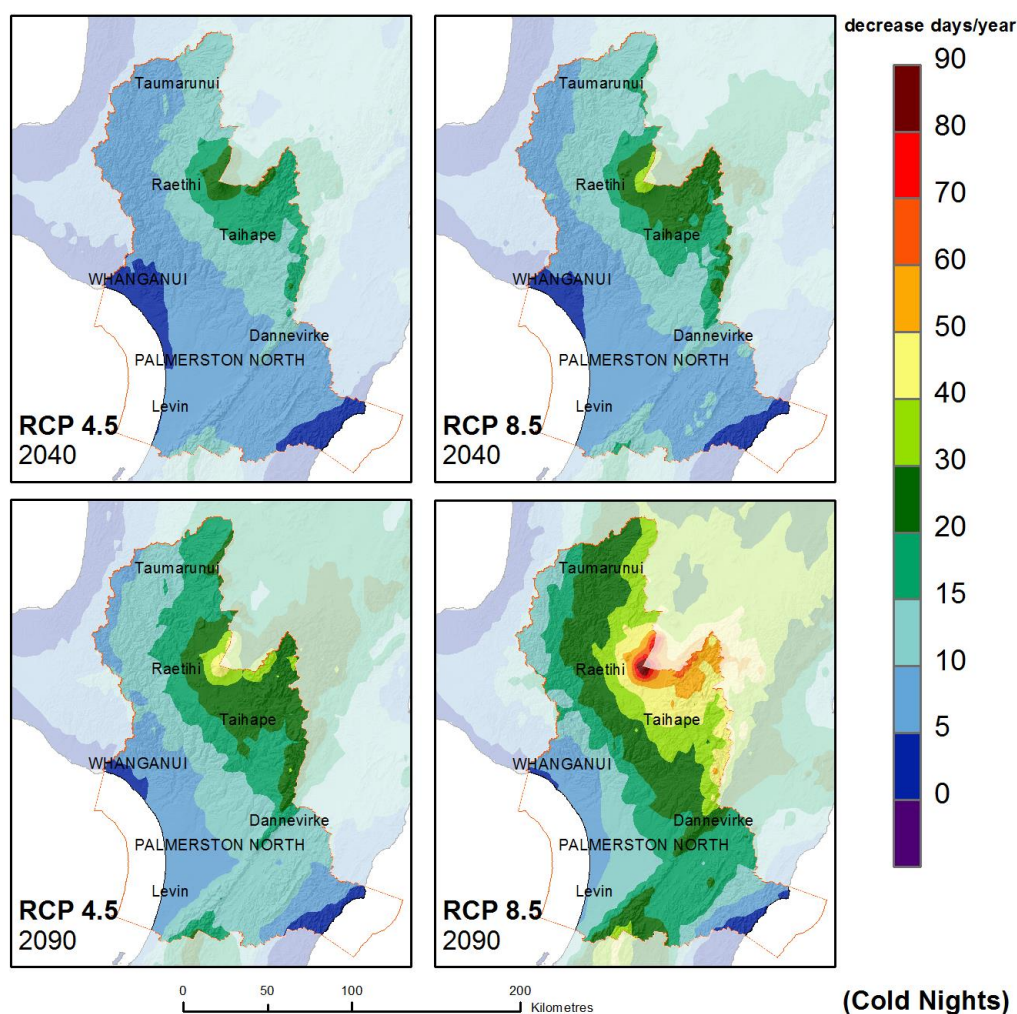 decrease days/year
Taumarunui
Raetihi
Taihape
WHANGANUI
Dannevirke
PALMERSTON NORTH
Levin
RCP 4.5
2040
Taumarunui
Raetihi
Taihape
WHANGANUI
Dannevirke
PALMERSTON NORTH
Levin
RCP 8.5
2040
90
80
70
60
50
40
30
20
15
10
5
0
Taumarunui
Raetihi
Taihape
WHANGANUI
Dannevirke
PALMERSTON NORTH
Levin
RCP 4.5
2090
Taumarunui
Raetihi
Taihape
WHANGANUI
Dannevirke
PALMERSTON NORTH
Levin
RCP 8.5
2090
0 50 100 200
Kilometres
(Cold Nights)